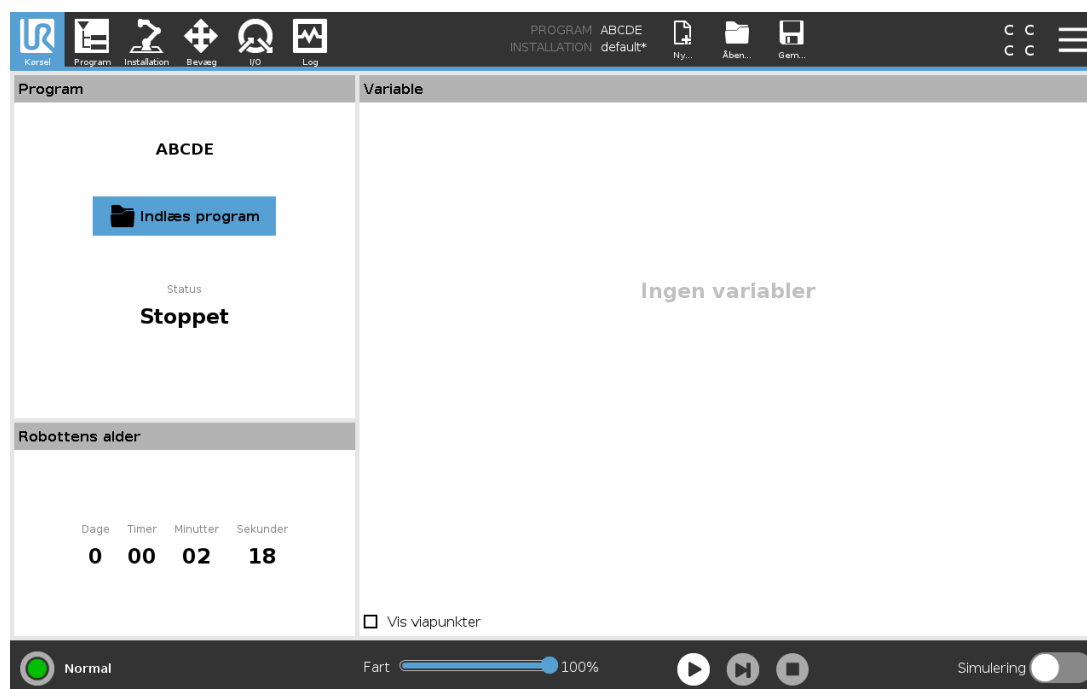 PROGRAM ABCDE
INSTALLATION default*
C C
C C
Kørsel Program Installation Bevæg I/O Log Ny... Åben... Gem...
Program
Variable
ABCDE
Indlæs program
Status
Stoppet
Ingen variabler
Robottens alder
Dage Timer Minutter Sekunder
0 00 02 18
Vis viapunkter
Normal
Fart 100%
Simulering